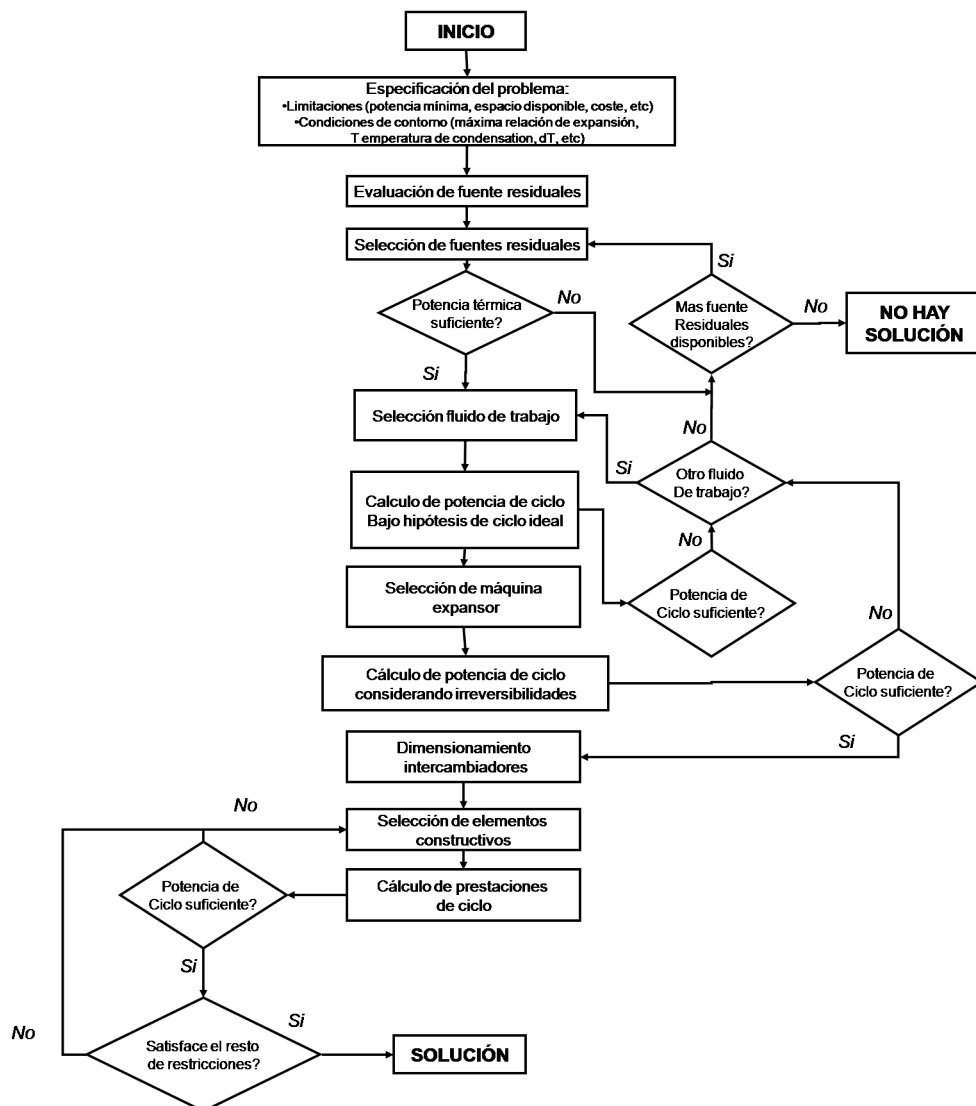 INICIO
Especificación del problema:
•Limitaciones (potencia mínima, espacio disponible, coste, etc)
•Condiciones de contorno (máxima relación de expansión,
T emperatura de condensation, dT, etc)
Evaluación de fuente residuales
Selección de fuentes residuales
Si
Potencia térmica
suficiente?
No
Mas fuente
Residuales
disponibles?
No
NO HAY
SOLUCIÓN
Si
Selección fluido de trabajo
No
Si
Otro fluido
De trabajo?
Calculo de potencia de ciclo
Bajo hipótesis de ciclo ideal
No
Selección de máquina
expansor
Potencia de
Ciclo suficiente?
No
Cálculo de potencia de ciclo
considerando irreversibilidades
Potencia de
Ciclo suficiente?
Si
Dimensionamiento
intercambiadores
No
Selección de elementos
constructivos
Potencia de
Ciclo suficiente?
Cálculo de prestaciones
de ciclo
Si
No
Si
Satisface el resto
de restricciones?
SOLUCIÓN